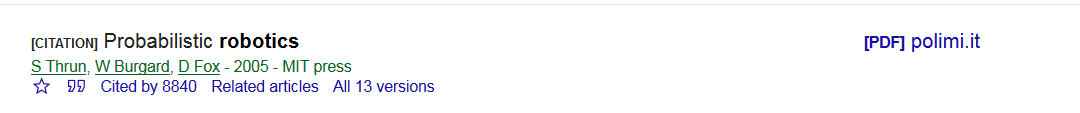 [CITATION] Probabilistic robotics
[PDF] polimi.it
S Thrun, W Burgard, D Fox - 2005 - MIT press
Cited by 8840 Related articles All 13 versions